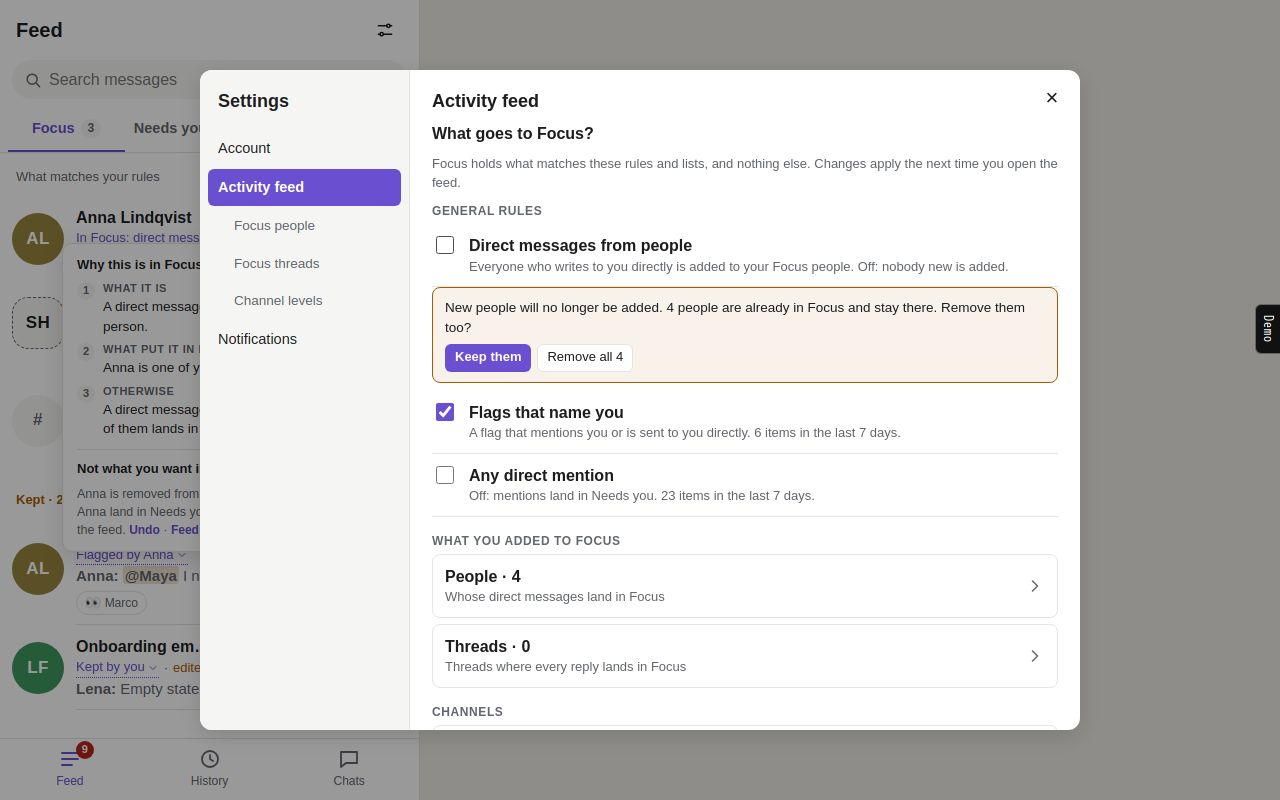 Feed
Search messages
Focus 3
Needs you
What matches your rules
AL
Anna Lindqvist
In Focus: direct mess
Why this is in Focus
1 WHAT IT IS
A direct message
person.
2 WHAT PUT IT IN
Anna is one of y
3 OTHERWISE
A direct message
of them lands in
Not what you want i
Anna is removed from
Anna land in Needs yo
the feed. Undo · Feed
SH
#
Kept · 2
AL
Flagged by Anna
Anna: @Maya I n
👀 Marco
LF
Onboarding em…
Kept by you · edite
Lena: Empty state
9
Feed
History
Chats
Settings
Account
Activity feed
Focus people
Focus threads
Channel levels
Notifications
Activity feed
×
What goes to Focus?
Focus holds what matches these rules and lists, and nothing else. Changes apply the next time you open the
feed.
GENERAL RULES
Direct messages from people
Everyone who writes to you directly is added to your Focus people. Off: nobody new is added.
New people will no longer be added. 4 people are already in Focus and stay there. Remove them
too?
Keep them
Remove all 4
Flags that name you
A flag that mentions you or is sent to you directly. 6 items in the last 7 days.
Any direct mention
Off: mentions land in Needs you. 23 items in the last 7 days.
WHAT YOU ADDED TO FOCUS
People · 4
Whose direct messages land in Focus
Threads · 0
Threads where every reply lands in Focus
CHANNELS
Demo